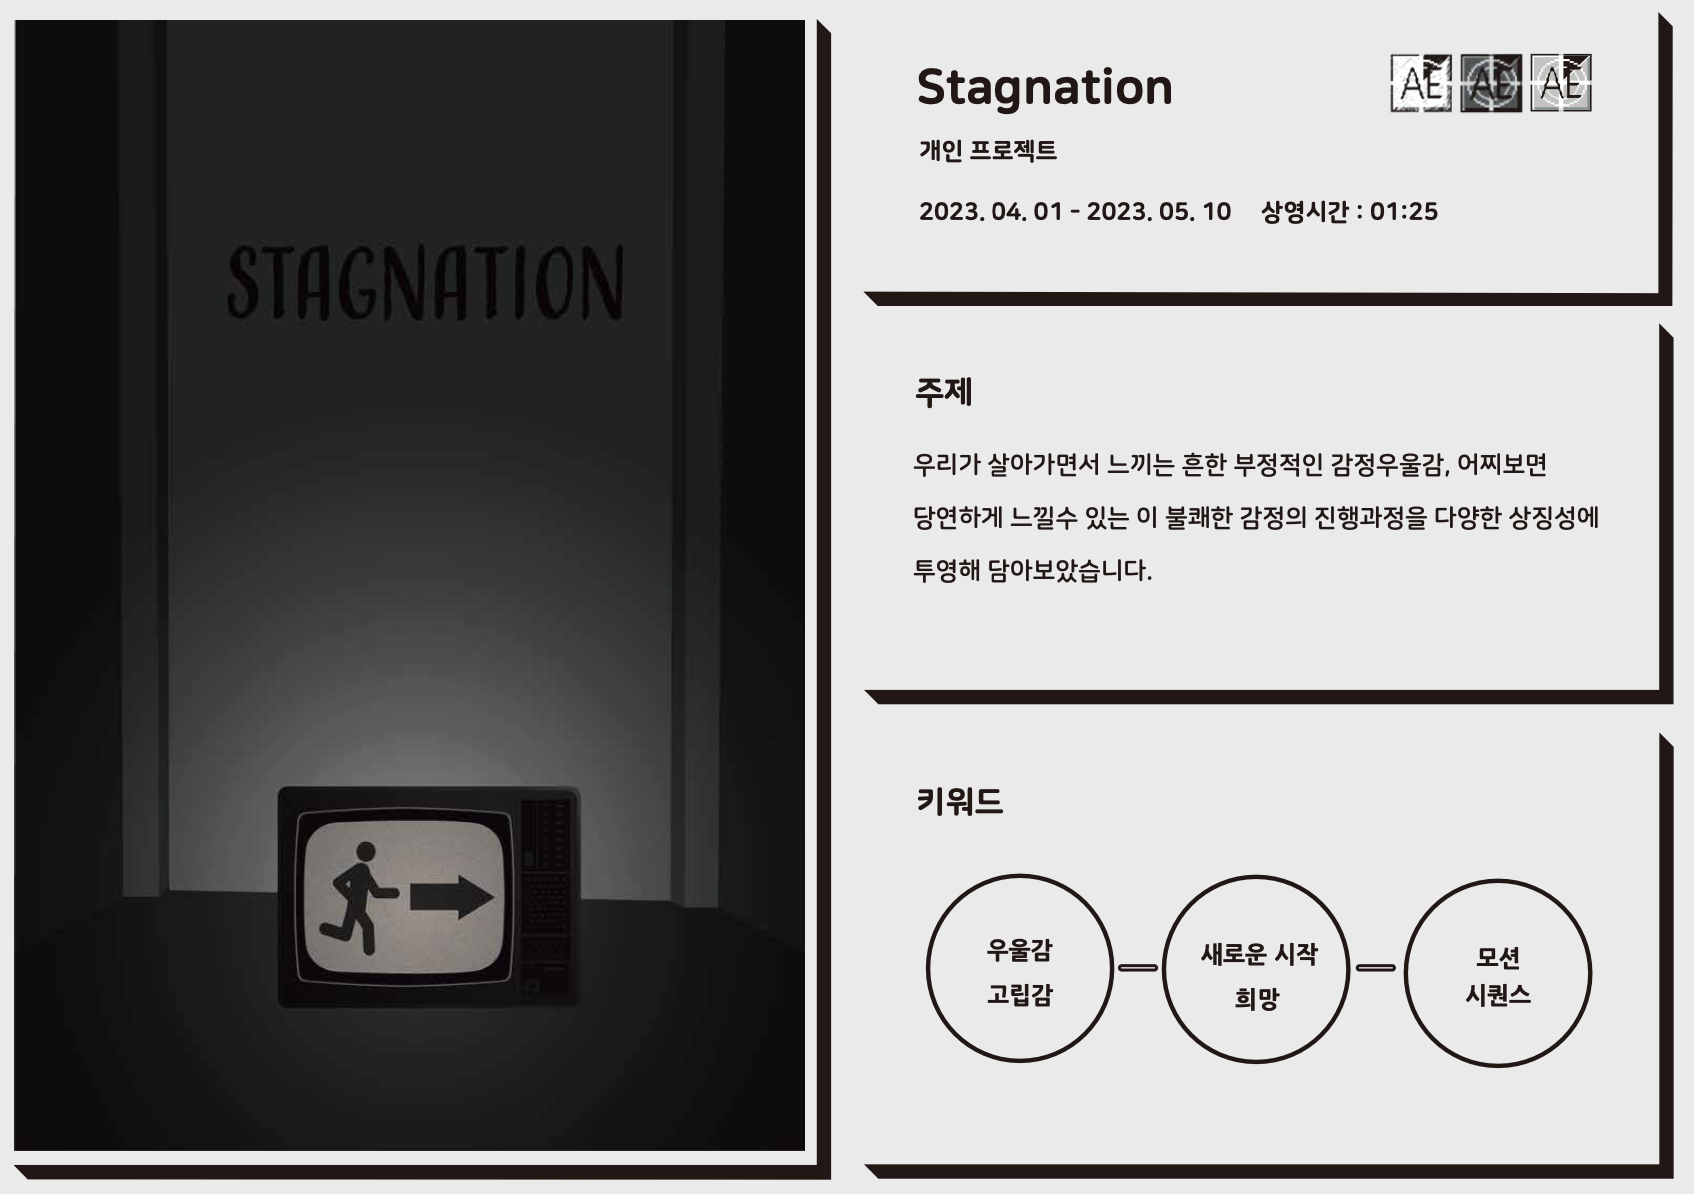 STAGNATION
Stagnation
AE AE AE
개인 프로젝트
2023. 04. 01 - 2023. 05. 10 상영시간 : 01:25
주제
우리가 살아가면서 느끼는 흔한 부정적인 감정우울감, 어찌보면
당연하게 느낄수 있는 이 불쾌한 감정의 진행과정을 다양한 상징성에
투영해 담아보았습니다.
키워드
우울감
고립감
새로운 시작
희망
모션
시퀀스